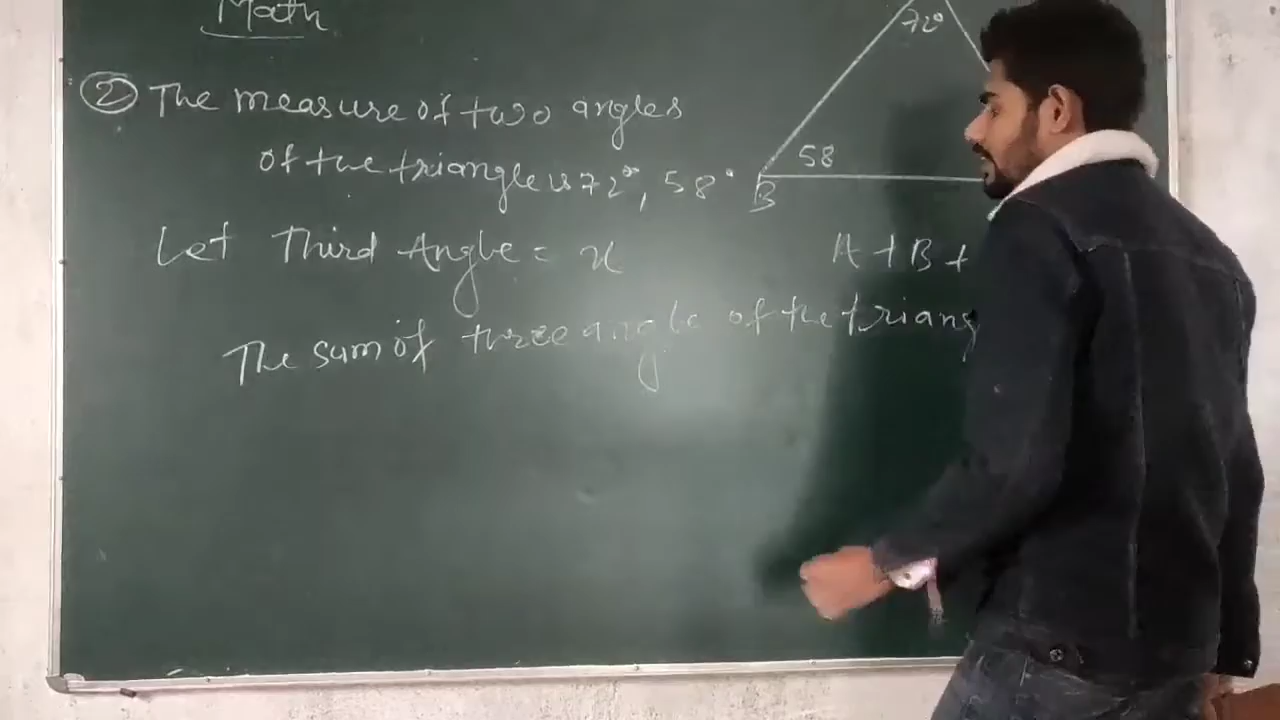 Math
② The measure of two angles
of the triangle is 72°, 58°
Let Third Angle = x
The sum of three angle of the triang
72°
58
B
A + B +